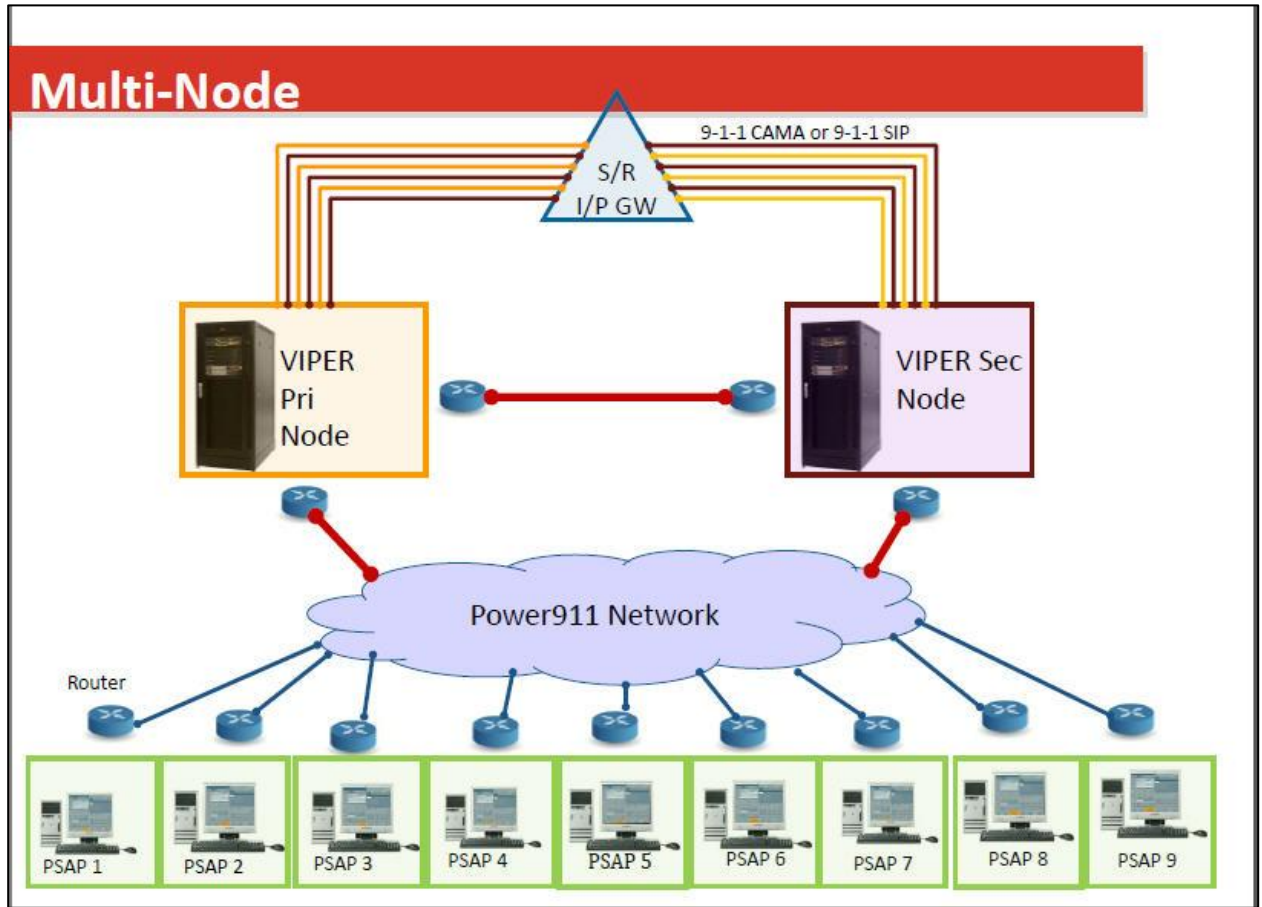 Multi-Node
9-1-1 CAMA or 9-1-1 SIP
S/R
I/P GW
VIPER
Pri
Node
VIPER Sec
Node
Power911 Network
Router
PSAP 1
PSAP 2
PSAP 3
PSAP 4
PSAP 5
PSAP 6
PSAP 7
PSAP 8
PSAP 9